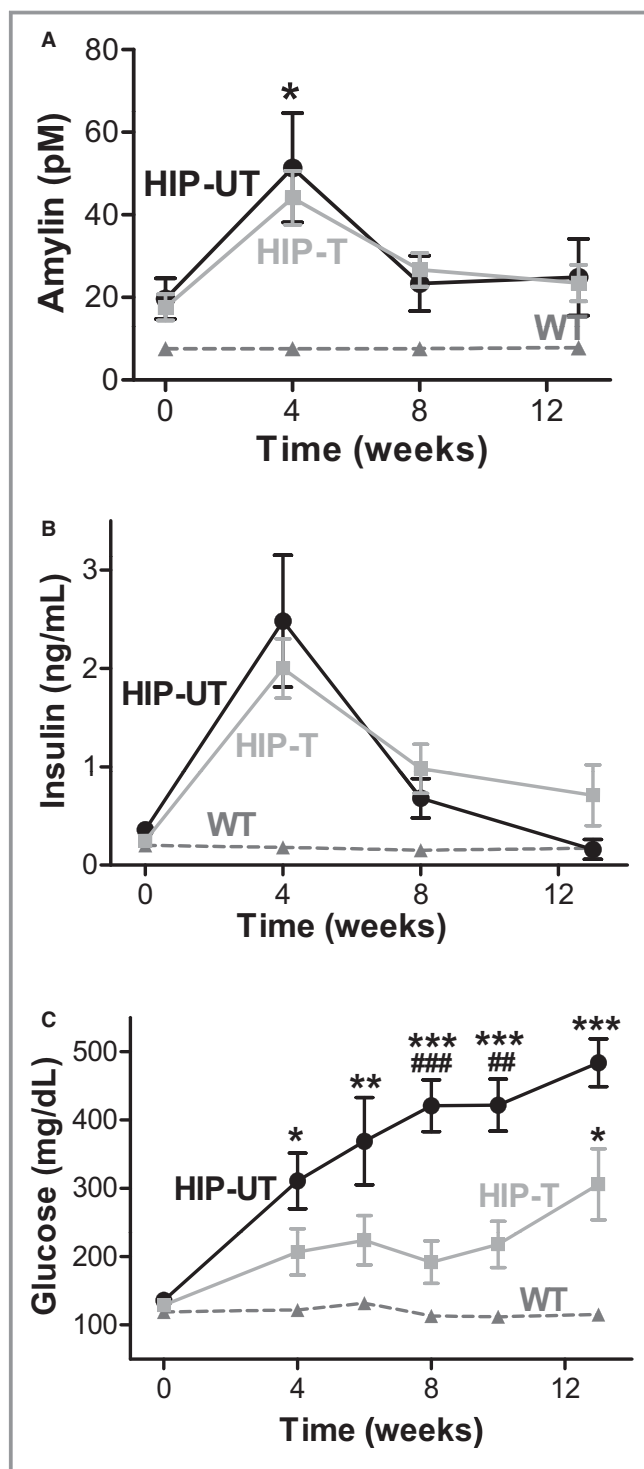 A
80
60
40
20
0
Amylin (pM)
*
HIP-UT
HIP-T
WT
0 4 8 12
Time (weeks)
B
3
2
1
0
Insulin (ng/mL)
HIP-UT
HIP-T
WT
0 4 8 12
Time (weeks)
C
500
400
300
200
100
Glucose (mg/dL)
* ** *** *** ***
### ##
*
HIP-UT
HIP-T
WT
0 4 8 12
Time (weeks)